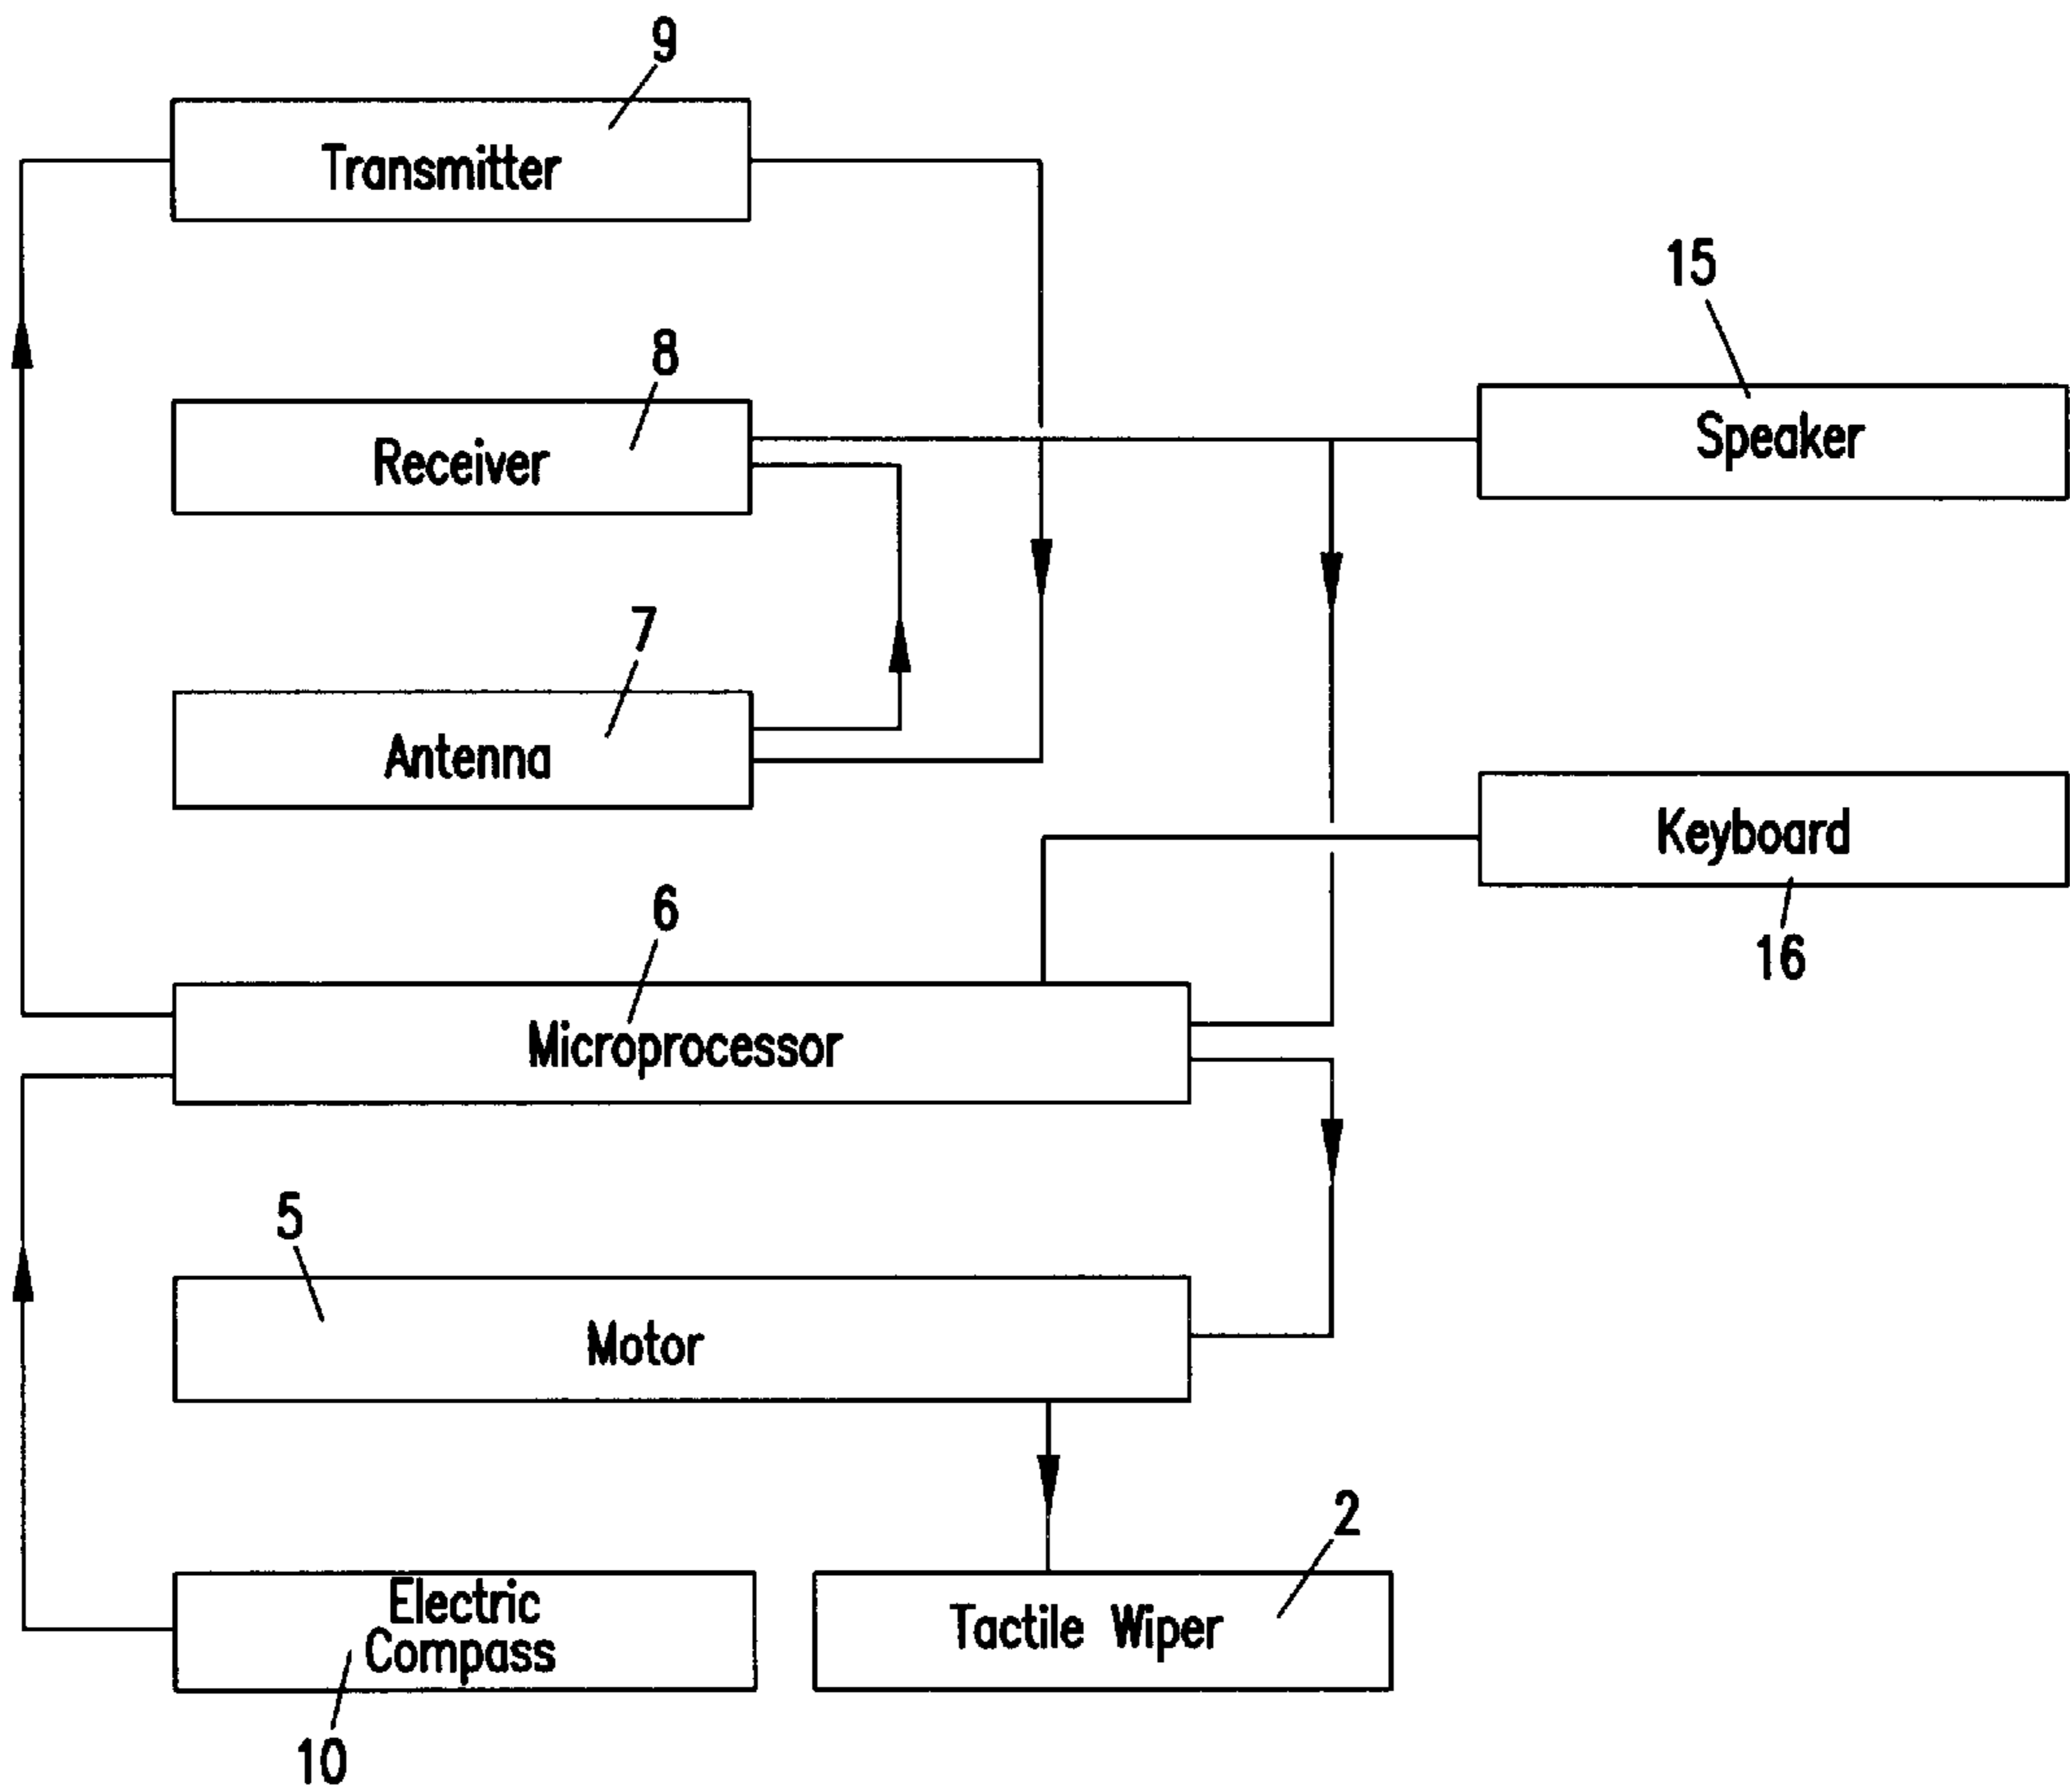 9
Transmitter
15
8
Speaker
Receiver
7
Antenna
Keyboard
6
16
Microprocessor
5
Motor
2
Electric
Compass
Tactile Wiper
10